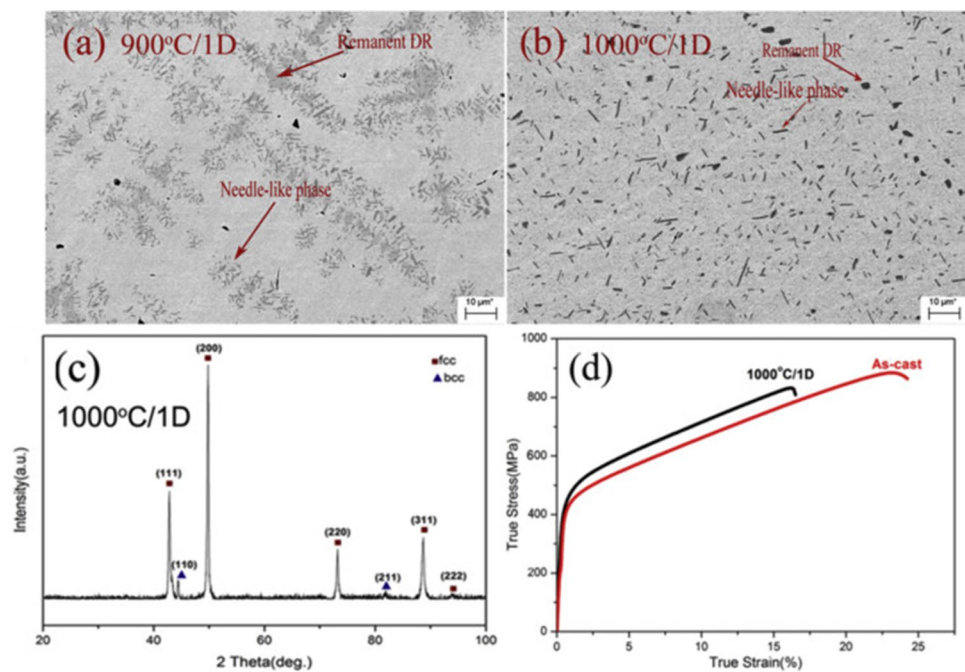 (a) 900°C/1D
Remanent DR
Needle-like phase
10 µm*
(b) 1000°C/1D
Remanent DR
Needle-like phase
10 µm*
(c)
1000°C/1D
(111)
(110)
(200)
(220)
(211)
(311)
(222)
fcc
bcc
Intensity(a.u.)
20 40 60 80 100
2 Theta(deg.)
(d)
1000°C/1D
As-cast
True Stress(MPa)
1000
800
600
400
200
0
0 5 10 15 20 25
True Strain(%)